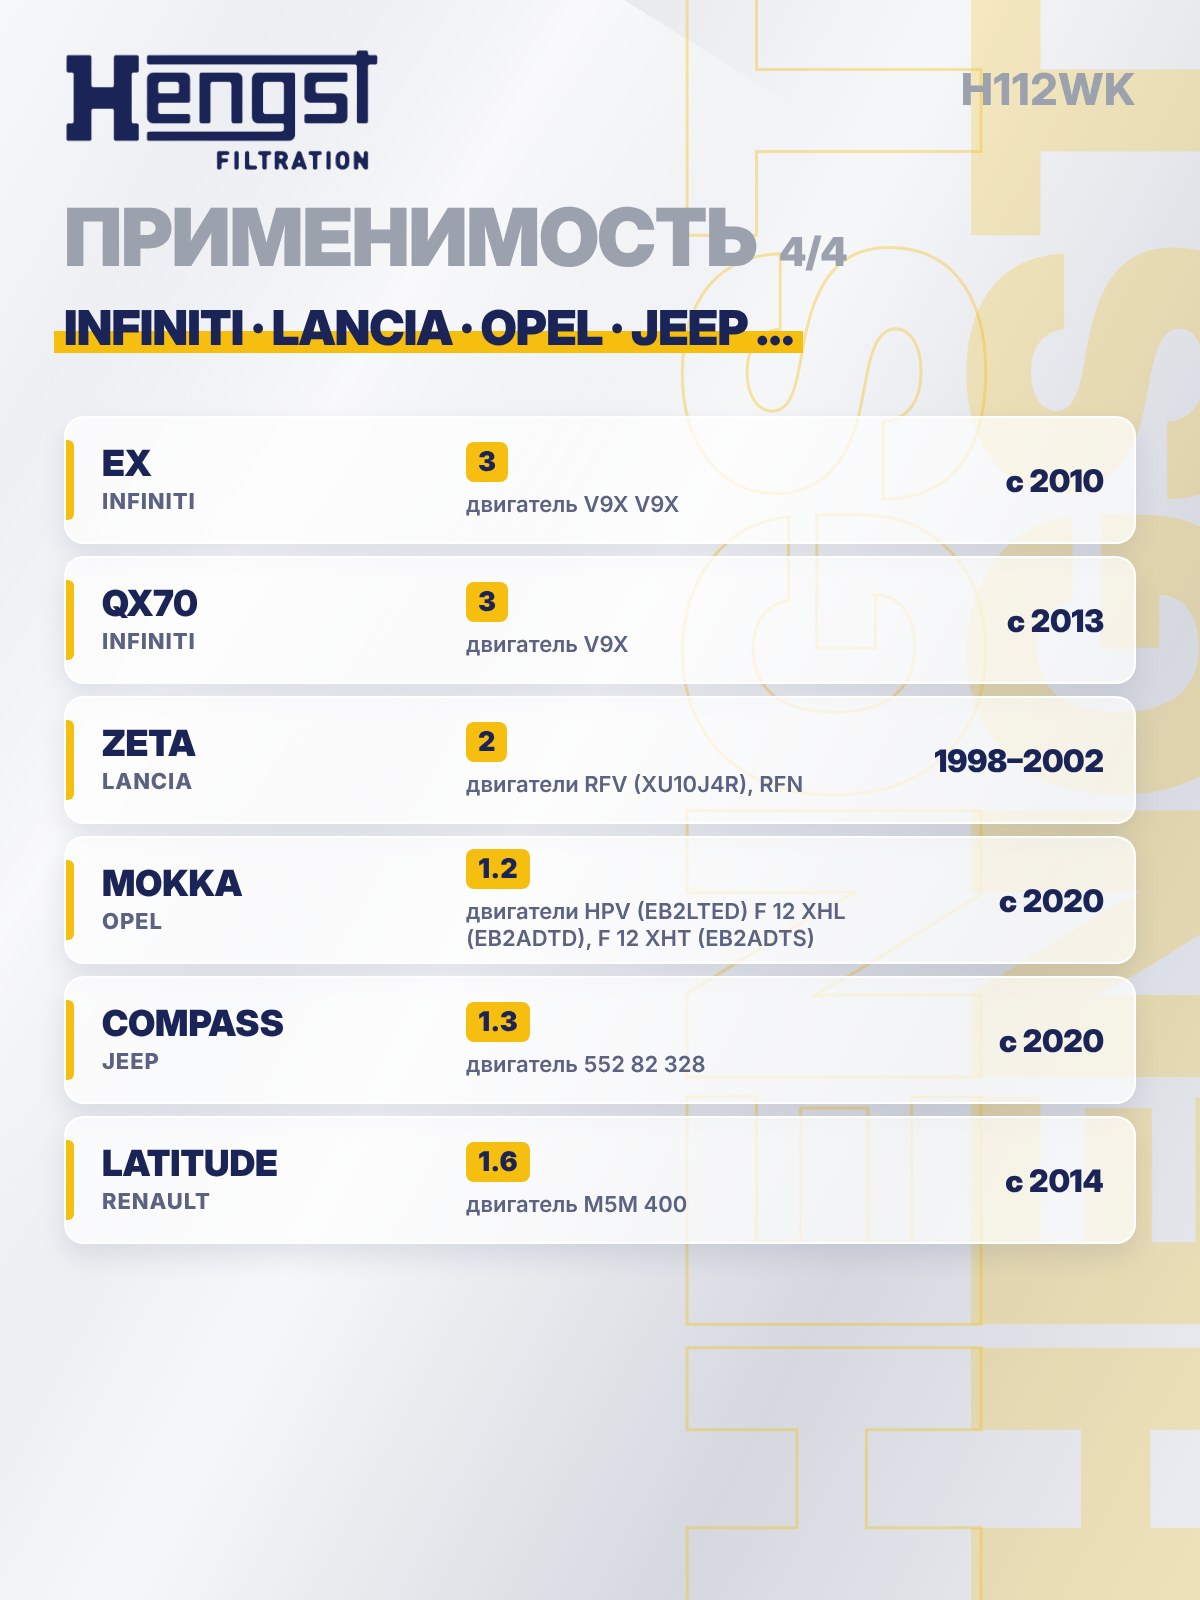 Hengst
FILTRATION
H112WK
ПРИМЕНИМОСТЬ 4/4
INFINITI · LANCIA · OPEL · JEEP ...
EX
INFINITI
3
двигатель V9X V9X
с 2010
QX70
INFINITI
3
двигатель V9X
с 2013
ZETA
LANCIA
2
двигатели RFV (XU10J4R), RFN
1998–2002
MOKKA
OPEL
1.2
двигатели HPV (EB2LTED) F 12 XHL
(EB2ADTD), F 12 XHT (EB2ADTS)
с 2020
COMPASS
JEEP
1.3
двигатель 552 82 328
с 2020
LATITUDE
RENAULT
1.6
двигатель M5M 400
с 2014
HENGST
HENGST